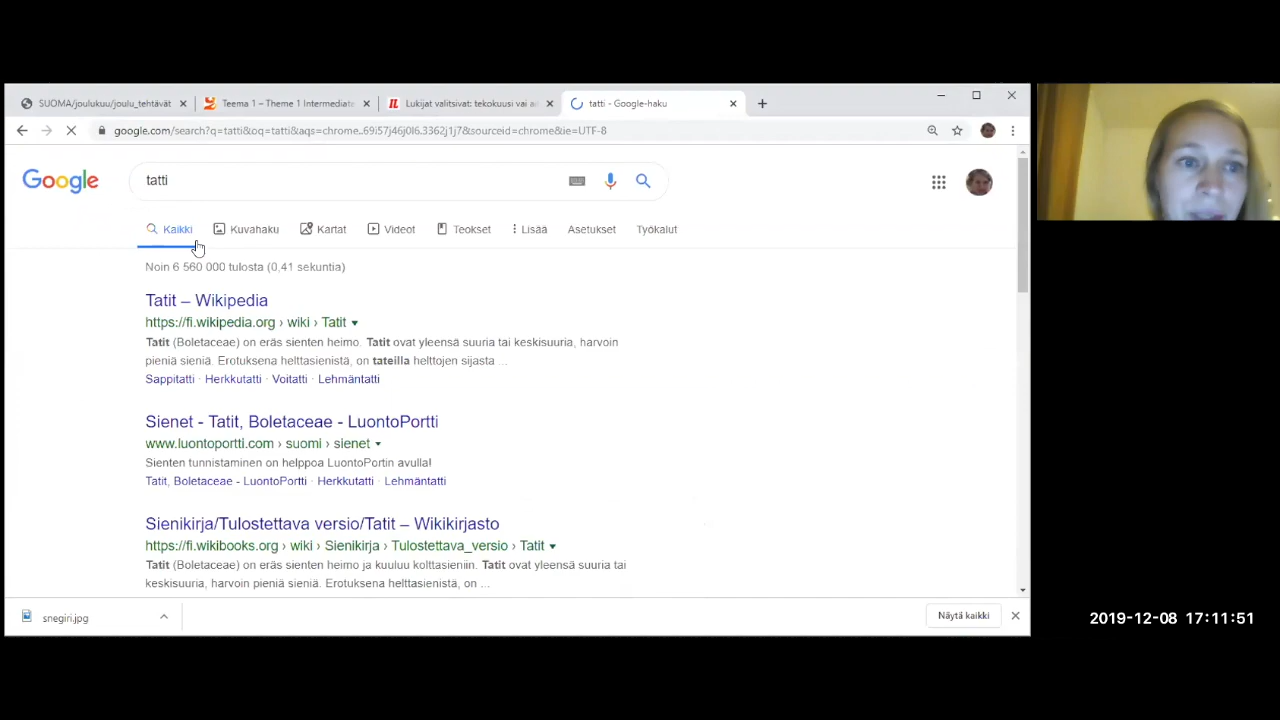 SUOMA/joulukuu/joulu_tehtävät
Teema 1 – Theme 1 Intermediate
Lukijat valitsivat: tekokuusi vai ai
tatti - Google-haku
google.com/search?q=tatti&oq=tatti&aqs=chrome..69i57j46j0l6.3362j1j7&sourceid=chrome&ie=UTF-8
Google
tatti
Kaikki
Kuvahaku
Kartat
Videot
Teokset
Lisää
Asetukset
Työkalut
Noin 6 560 000 tulosta (0,41 sekuntia)
Tatit – Wikipedia
https://fi.wikipedia.org › wiki › Tatit
Tatit (Boletaceae) on eräs sienten heimo. Tatit ovat yleensä suuria tai keskisuuria, harvoin
pieniä sieniä. Erotuksena helttasienistä, on tateilla helttojen sijasta ...
Sappitatti · Herkkutatti · Voitatti · Lehmäntatti
Sienet - Tatit, Boletaceae - LuontoPortti
www.luontoportti.com › suomi › sienet
Sienten tunnistaminen on helppoa LuontoPortin avulla!
Tatit, Boletaceae - LuontoPortti · Herkkutatti · Lehmäntatti
Sienikirja/Tulostettava versio/Tatit – Wikikirjasto
https://fi.wikibooks.org › wiki › Sienikirja › Tulostettava_versio › Tatit
Tatit (Boletaceae) on eräs sienten heimo ja kuuluu kolttasieniin. Tatit ovat yleensä suuria tai
keskisuuria, harvoin pieniä sieniä. Erotuksena helttasienistä, on ...
snegiri.jpg
Näytä kaikki
2019-12-08 17:11:51